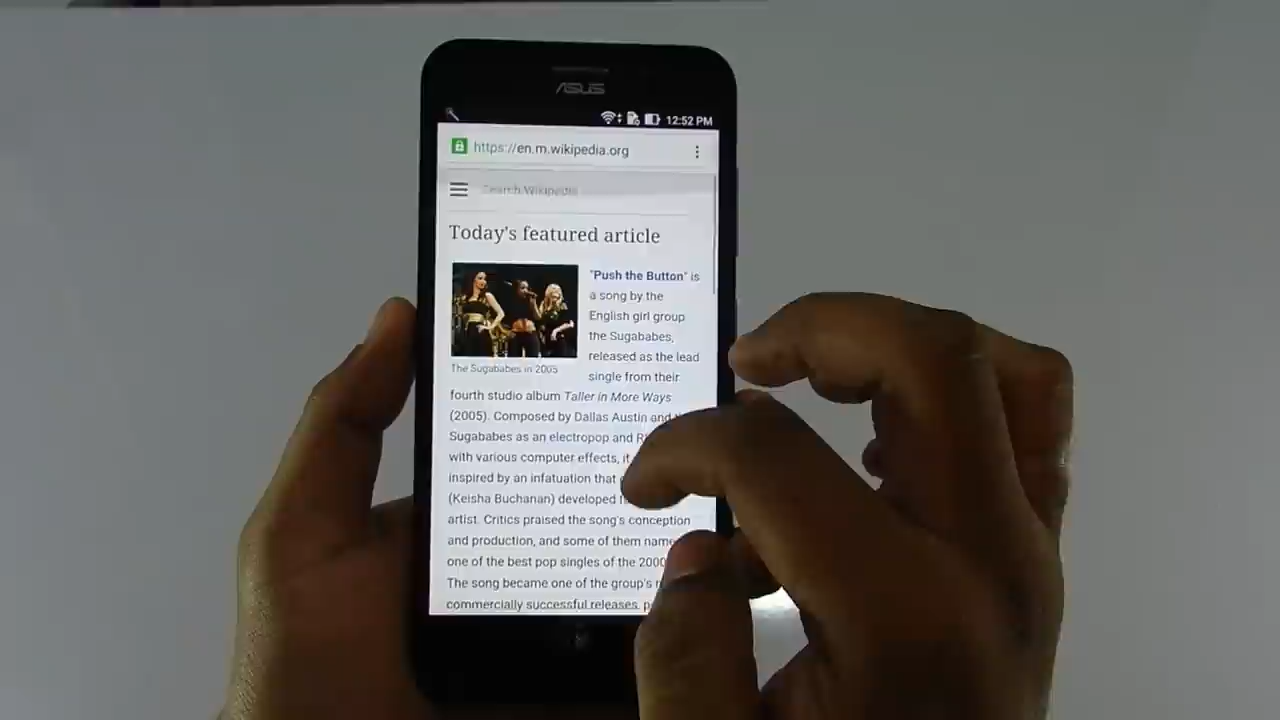 ASUS
12:52 PM
https://en.m.wikipedia.org
Search Wikipedia
Today's featured article
"Push the Button" is
a song by the
English girl group
the Sugababes,
released as the lead
single from their
The Sugababes in 2005
fourth studio album Taller in More Ways
(2005). Composed by Dallas Austin and
Sugababes as an electropop and
with various computer effects, it
inspired by an infatuation that
(Keisha Buchanan) developed
artist. Critics praised the song's conception
and production, and some of them
one of the best pop singles of the
The song became one of the group's
commercially successful releases,